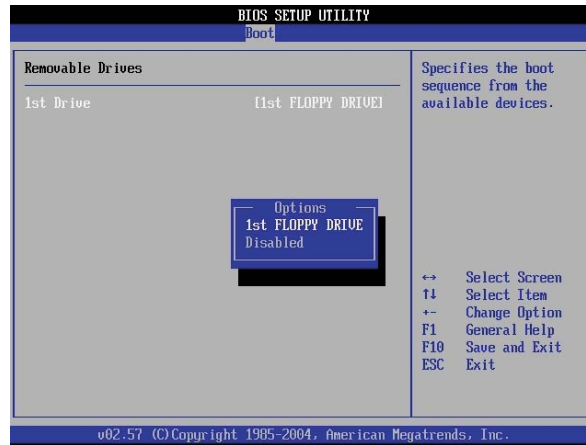 BIOS SETUP UTILITY
Boot
Removable Drives
1st Drive [1st FLOPPY DRIVE]
Specifies the boot
sequence from the
available devices.
Options
1st FLOPPY DRIVE
Disabled
↔ Select Screen
↑↓ Select Item
+- Change Option
F1 General Help
F10 Save and Exit
ESC Exit
v02.57 (C)Copyright 1985-2004, American Megatrends, Inc.